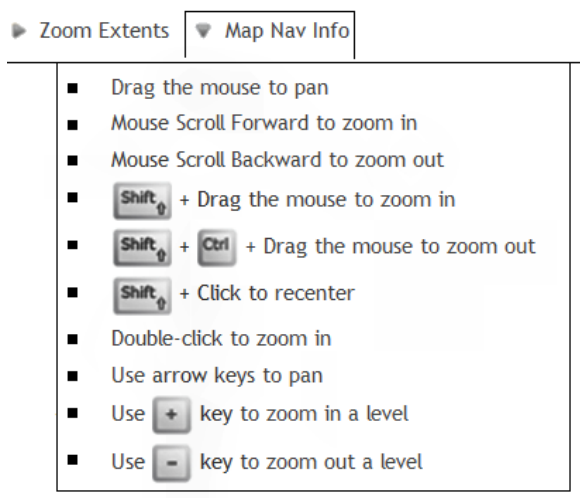 Zoom Extents Map Nav Info
Drag the mouse to pan
Mouse Scroll Forward to zoom in
Mouse Scroll Backward to zoom out
Shift + Drag the mouse to zoom in
Shift + Ctrl + Drag the mouse to zoom out
Shift + Click to recenter
Double-click to zoom in
Use arrow keys to pan
Use + key to zoom in a level
Use - key to zoom out a level